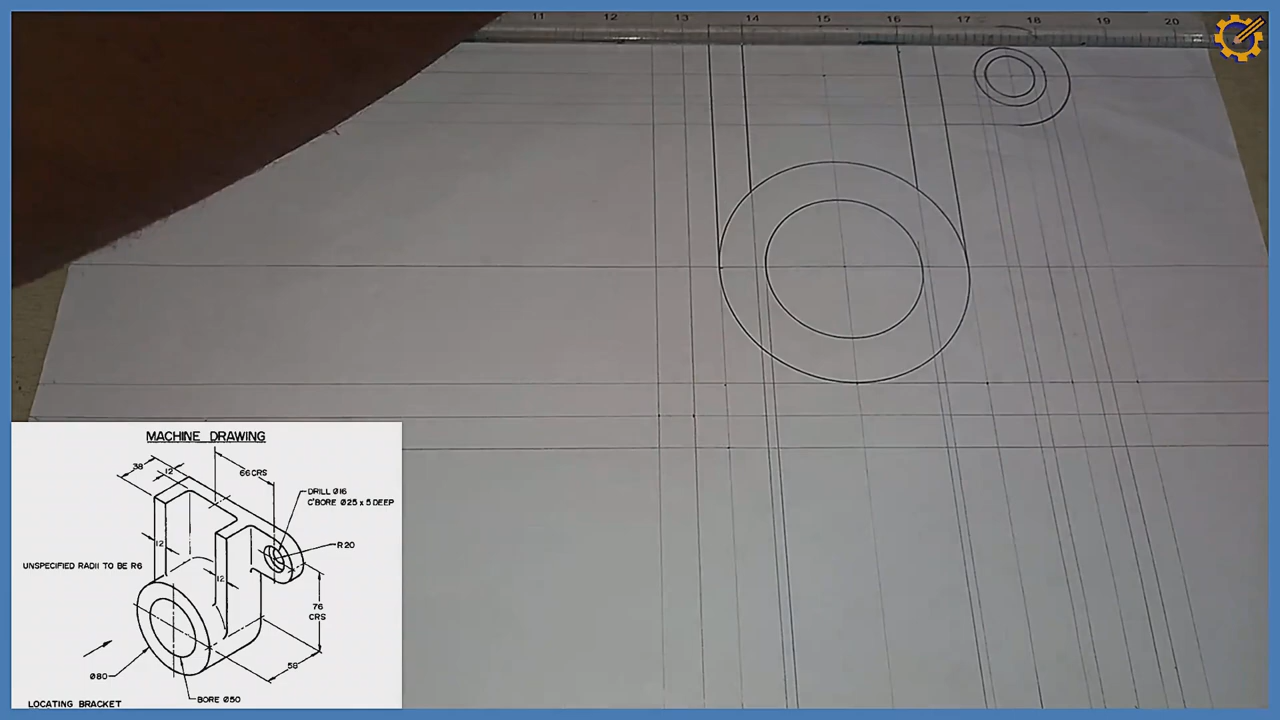 11 12 13 14 15 16 17 18 19 20
MACHINE DRAWING
38
12
66 CRS
DRILL Ø16
C'BORE Ø25 x 5 DEEP
12
R20
UNSPECIFIED RADII TO BE R6
12
76
CRS
58
Ø80
BORE Ø50
LOCATING BRACKET